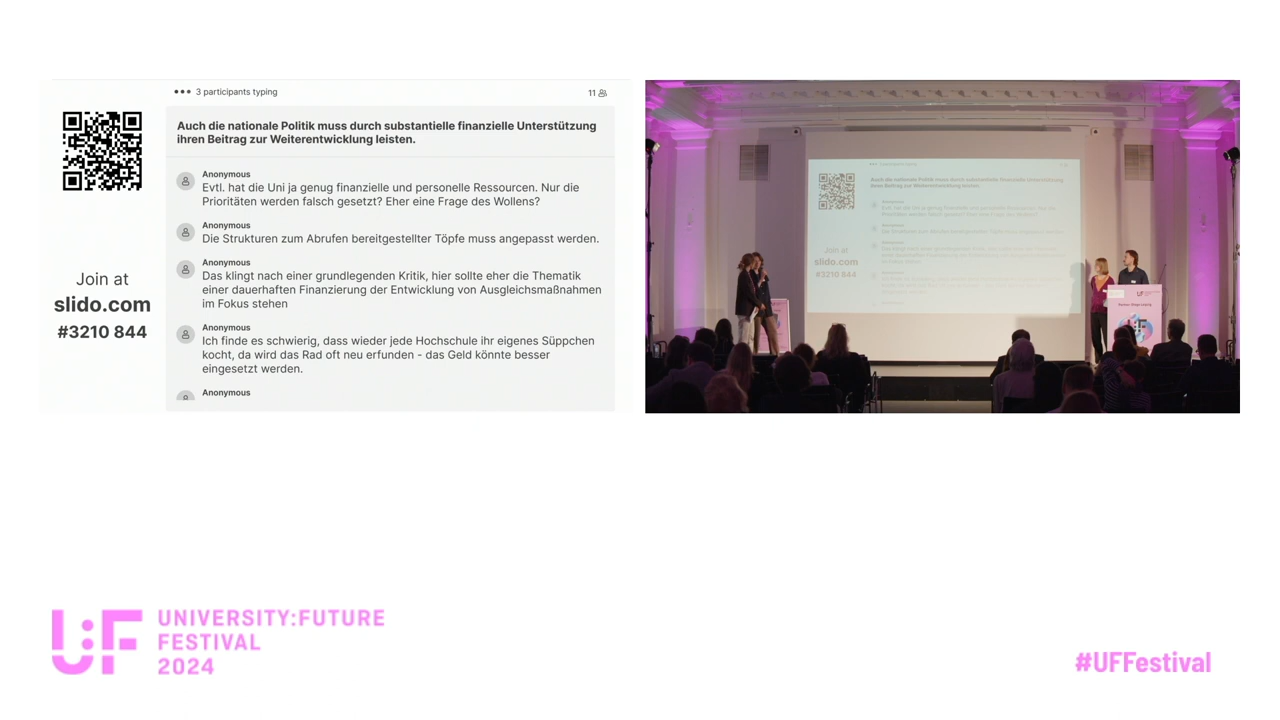 3 participants typing
11
Auch die nationale Politik muss durch substantielle finanzielle Unterstützung
ihren Beitrag zur Weiterentwicklung leisten.
Anonymous
Evtl. hat die Uni ja genug finanzielle und personelle Ressourcen. Nur die
Prioritäten werden falsch gesetzt? Eher eine Frage des Wollens?
Anonymous
Die Strukturen zum Abrufen bereitgestellter Töpfe muss angepasst werden.
Anonymous
Das klingt nach einer grundlegenden Kritik, hier sollte eher die Thematik
einer dauerhaften Finanzierung der Entwicklung von Ausgleichsmaßnahmen
im Fokus stehen
Anonymous
Ich finde es schwierig, dass wieder jede Hochschule ihr eigenes Süppchen
kocht, da wird das Rad oft neu erfunden - das Geld könnte besser
eingesetzt werden.
Anonymous
Join at
slido.com
#3210 844
Join at
slido.com
#3210 844
U:F
UNIVERSITY:FUTURE
FESTIVAL
2024
#UFFestival